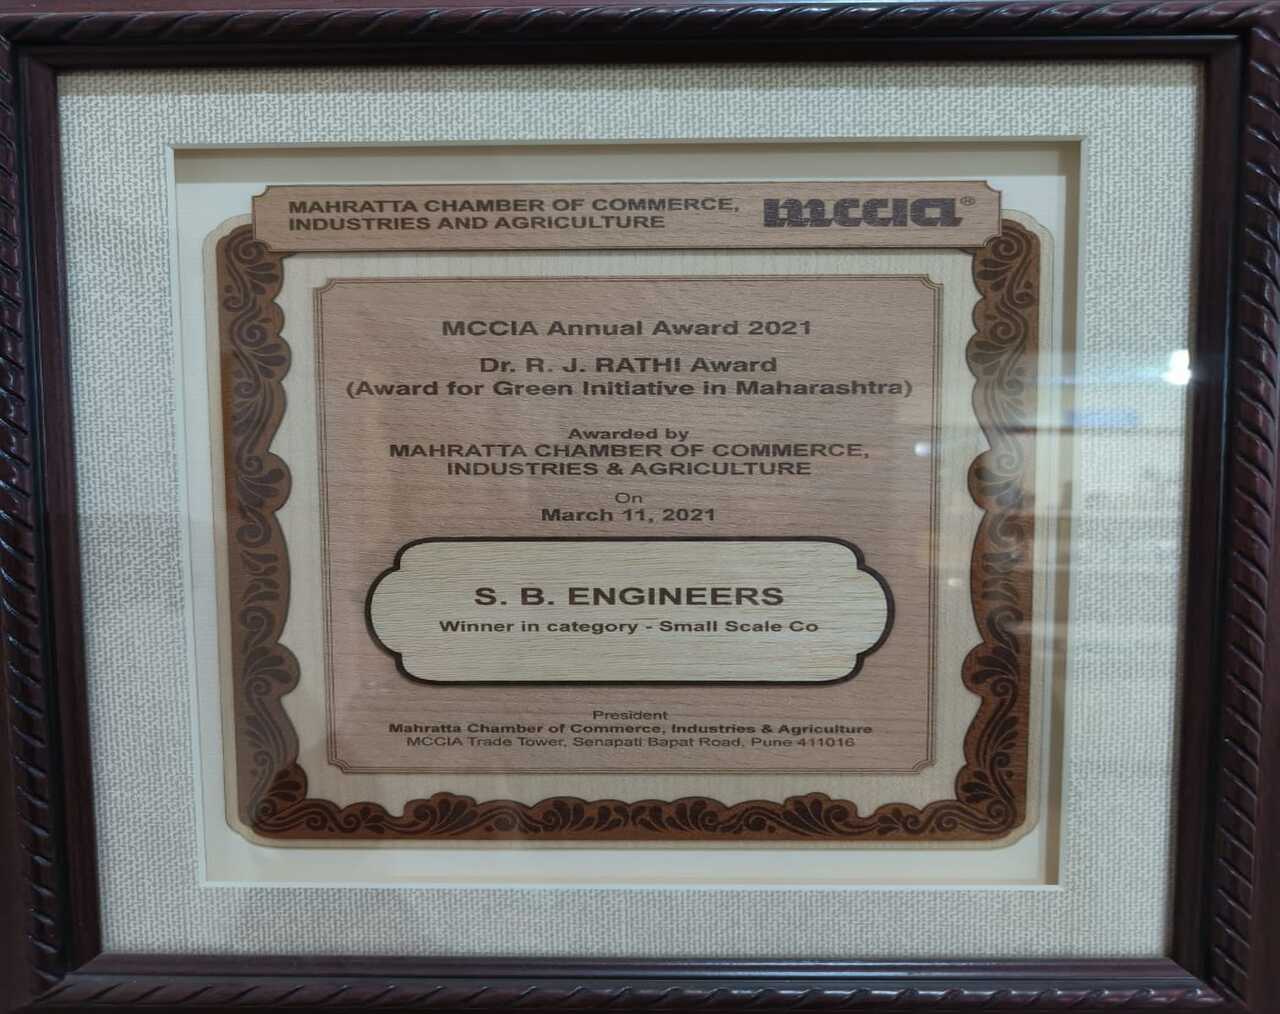 MAHRATTA CHAMBER OF COMMERCE,
INDUSTRIES AND AGRICULTURE
mccia®
MCCIA Annual Award 2021
Dr. R. J. RATHI Award
(Award for Green Initiative in Maharashtra)
Awarded by
MAHRATTA CHAMBER OF COMMERCE,
INDUSTRIES & AGRICULTURE
On
March 11, 2021
S. B. ENGINEERS
Winner in category - Small Scale Co
President
Mahratta Chamber of Commerce, Industries & Agriculture
MCCIA Trade Tower, Senapati Bapat Road, Pune 411016